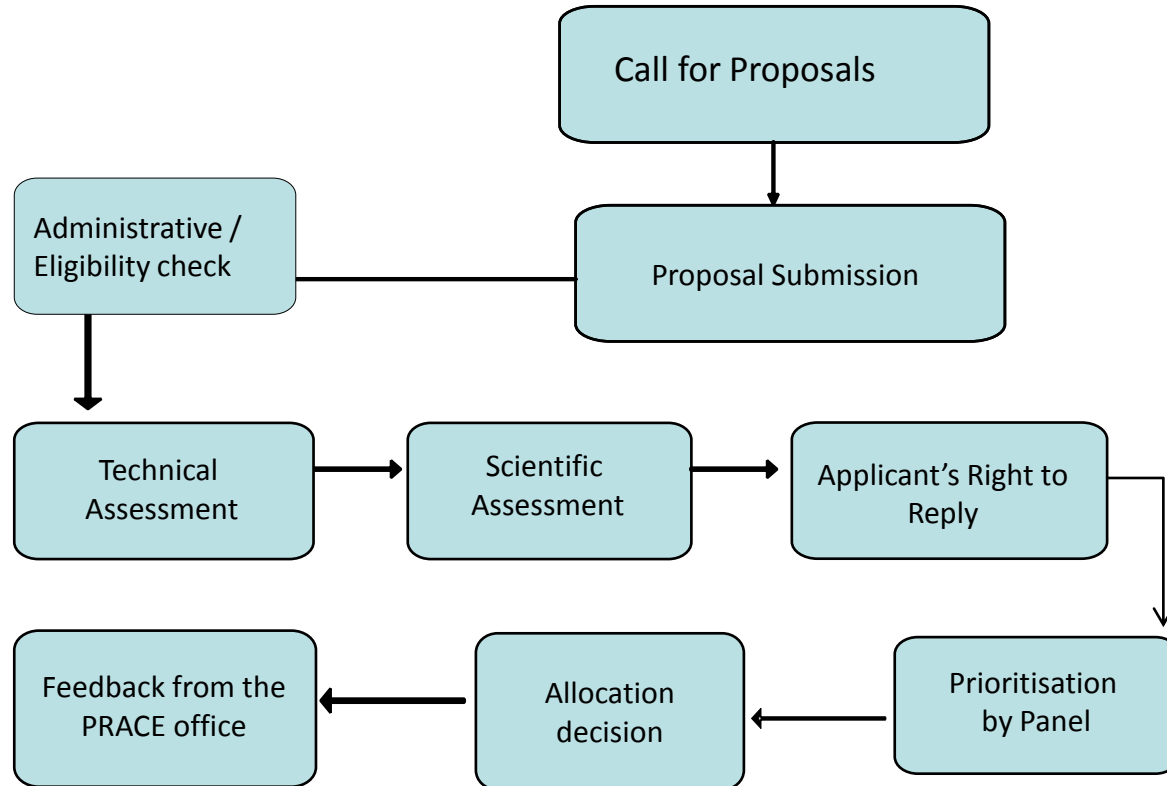 Call for Proposals
Administrative /
Eligibility check
Proposal Submission
Technical
Assessment
Scientific
Assessment
Applicant’s Right to
Reply
Feedback from the
PRACE office
Allocation
decision
Prioritisation
by Panel